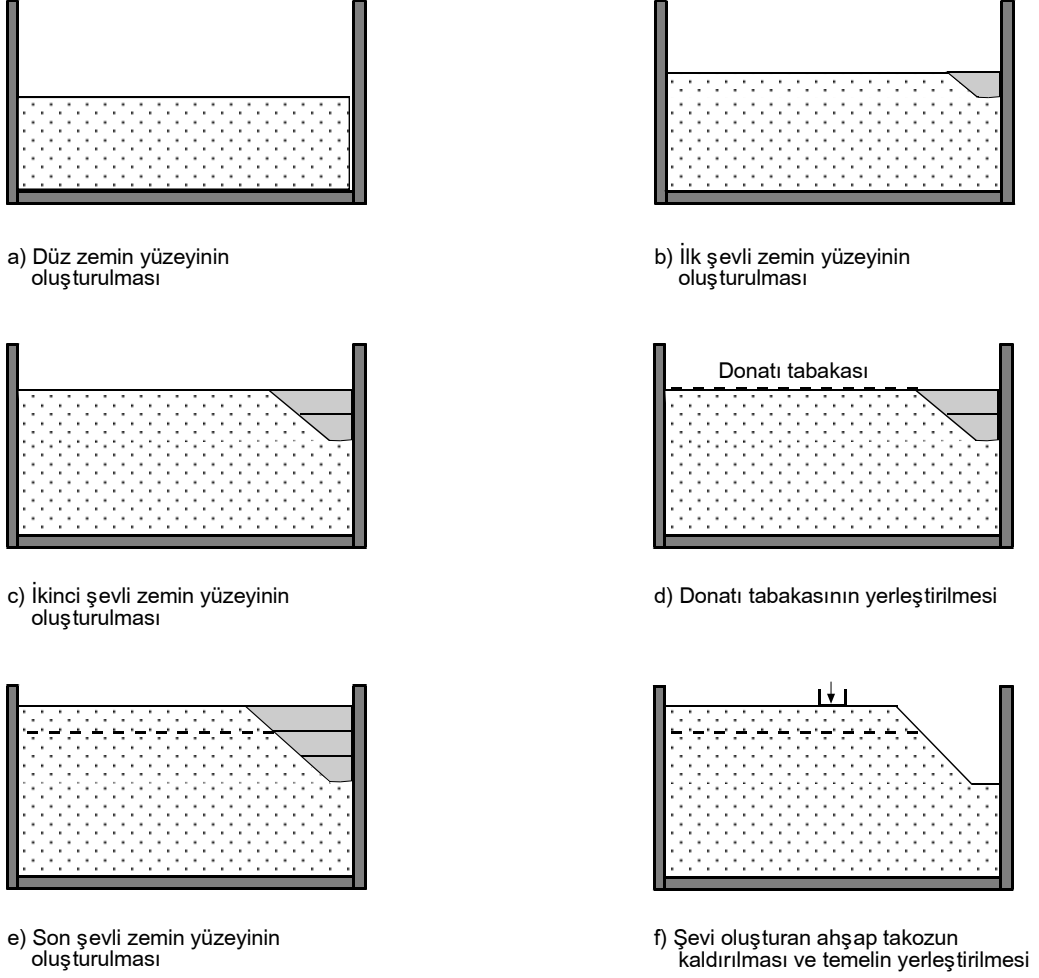 a) Düz zemin yüzeyinin
oluşturulması
b) İlk şevli zemin yüzeyinin
oluşturulması
Donatı tabakası
c) İkinci şevli zemin yüzeyinin
oluşturulması
d) Donatı tabakasının yerleştirilmesi
e) Son şevli zemin yüzeyinin
oluşturulması
f) Şevi oluşturan ahşap takozun
kaldırılması ve temelin yerleştirilmesi